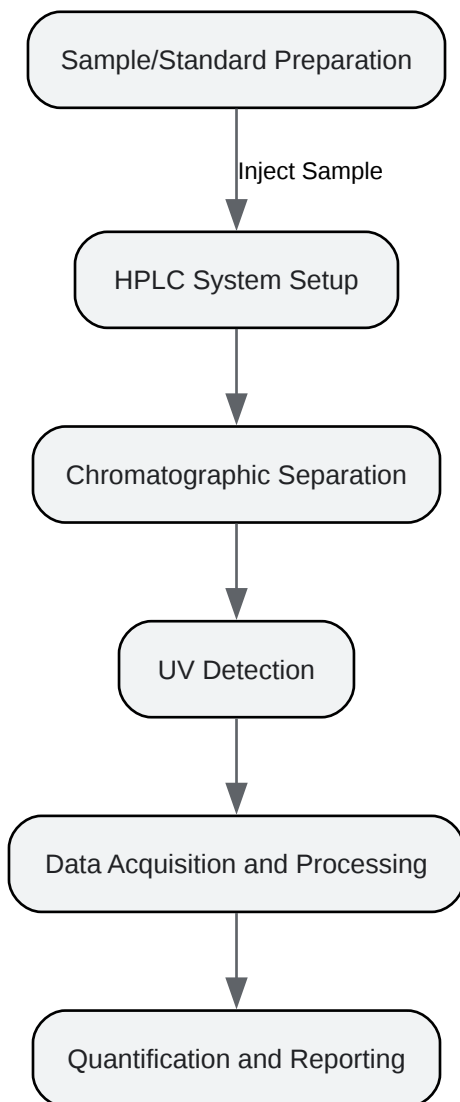 Sample/Standard Preparation
Inject Sample
HPLC System Setup
Chromatographic Separation
UV Detection
Data Acquisition and Processing
Quantification and Reporting